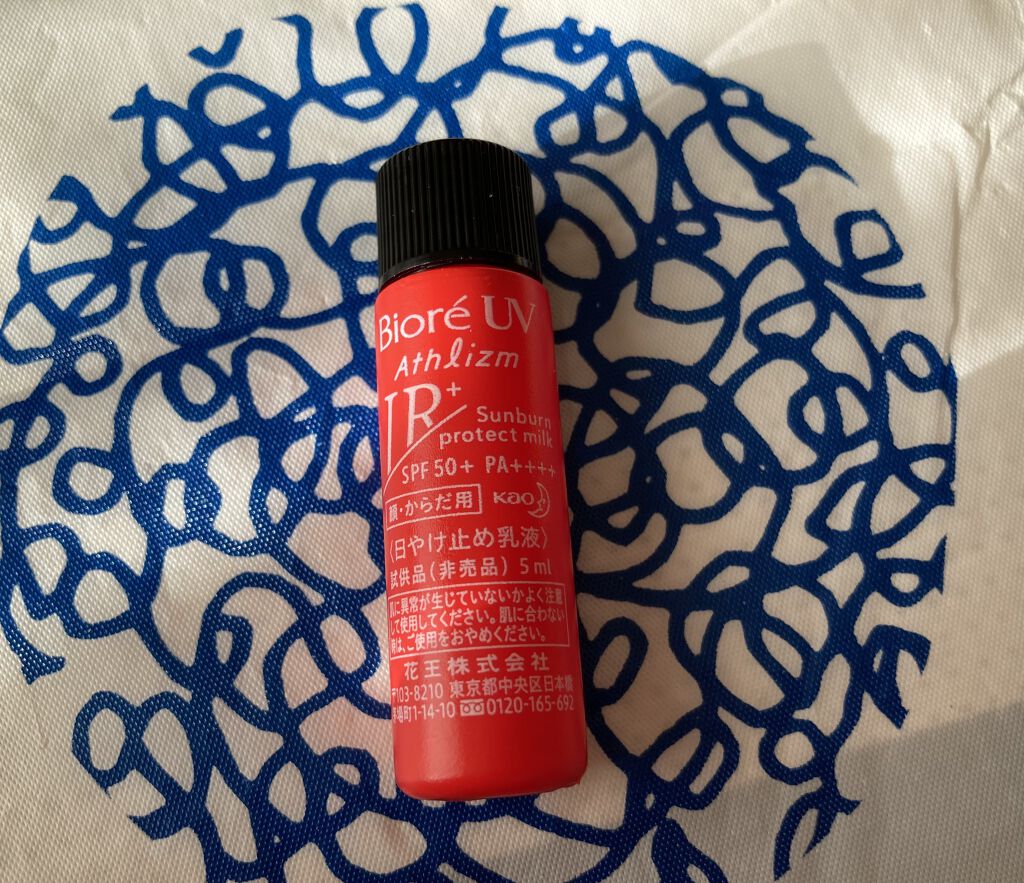 Bioré UV
Athlizm
IR+
Sunburn
protect milk
SPF 50+ PA++++
顔・からだ用 Kao
〈日やけ止め乳液〉
試供品(非売品) 5ml
肌に異常が生じていないかよく注意
して使用してください。肌に合わない
時は、ご使用をおやめください。
花王株式会社
〒103-8210 東京都中央区日本橋
茅場町1-14-10 0120-165-692